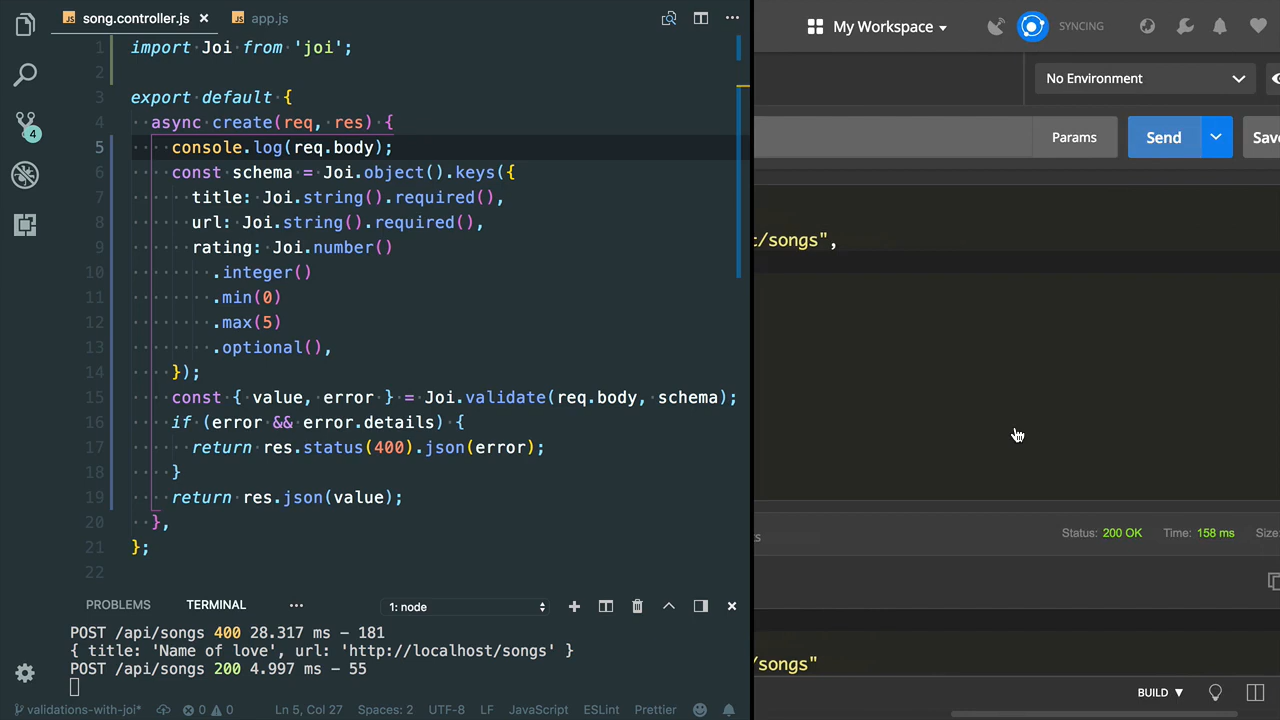 song.controller.js
app.js
1 import Joi from 'joi';
2
3 export default {
4 async create(req, res) {
5 console.log(req.body);
6 const schema = Joi.object().keys({
7 title: Joi.string().required(),
8 url: Joi.string().required(),
9 rating: Joi.number()
10 .integer()
11 .min(0)
12 .max(5)
13 .optional(),
14 });
15 const { value, error } = Joi.validate(req.body, schema);
16 if (error && error.details) {
17 return res.status(400).json(error);
18 }
19 return res.json(value);
20 },
21 };
22
4
PROBLEMS TERMINAL ••• 1: node
POST /api/songs 400 28.317 ms - 181
{ title: 'Name of love', url: 'http://localhost/songs' }
POST /api/songs 200 4.997 ms - 55
validations-with-joi* 0 0 Ln 5, Col 27 Spaces: 2 UTF-8 LF JavaScript ESLint Prettier
My Workspace SYNCING
No Environment
Params Send Save
/songs",
Status: 200 OK Time: 158 ms Size:
/songs"
BUILD